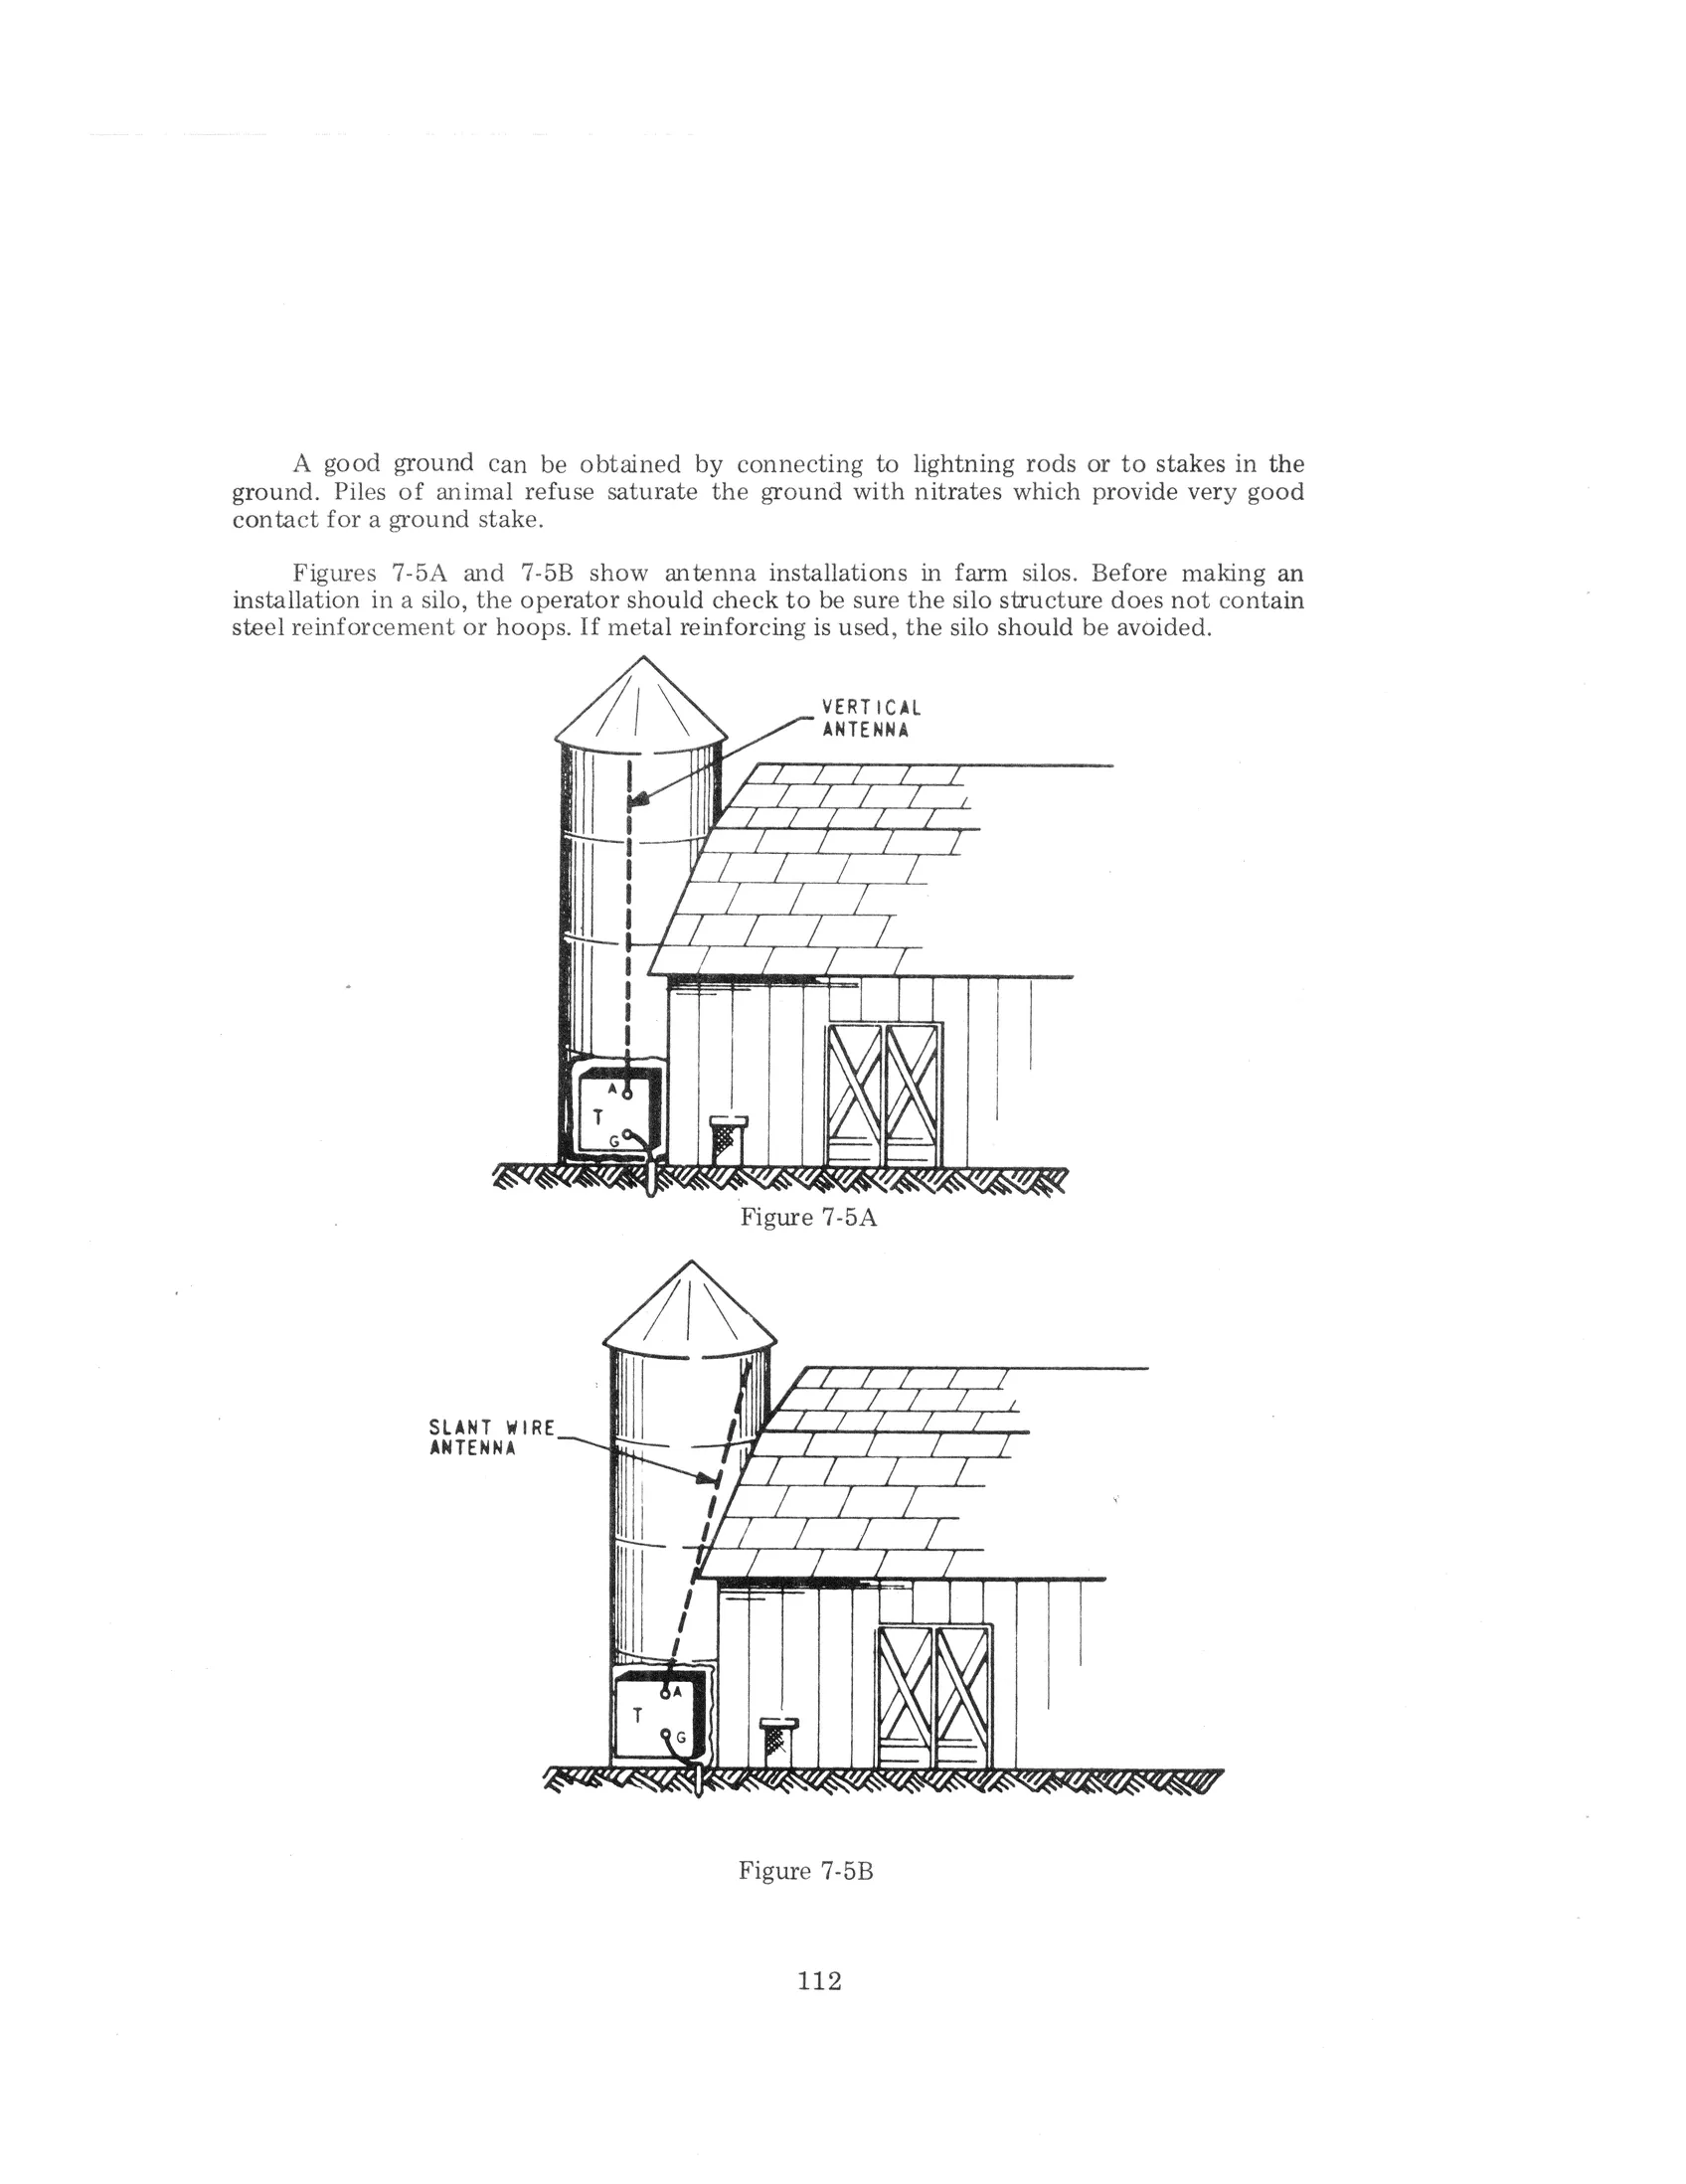 A good ground can be obtained by connecting to lightning rods or to stakes in the
ground. Piles of animal refuse saturate the ground with nitrates which provide very good
contact for a ground stake.
Figures 7-5A and 7-5B show antenna installations in farm silos. Before making an
installation in a silo, the operator should check to be sure the silo structure does not contain
steel reinforcement or hoops. If metal reinforcing is used, the silo should be avoided.
VERTICAL
ANTENNA
A
T
G
Figure 7-5A
SLANT WIRE
ANTENNA
A
T
G
Figure 7-5B
112